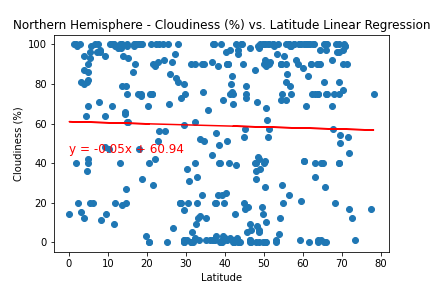 Northern Hemisphere - Cloudiness (%) vs. Latitude Linear Regression
100
80
60
40
20
0
Cloudiness (%)
y = -0.05x + 60.94
0 10 20 30 40 50 60 70 80
Latitude